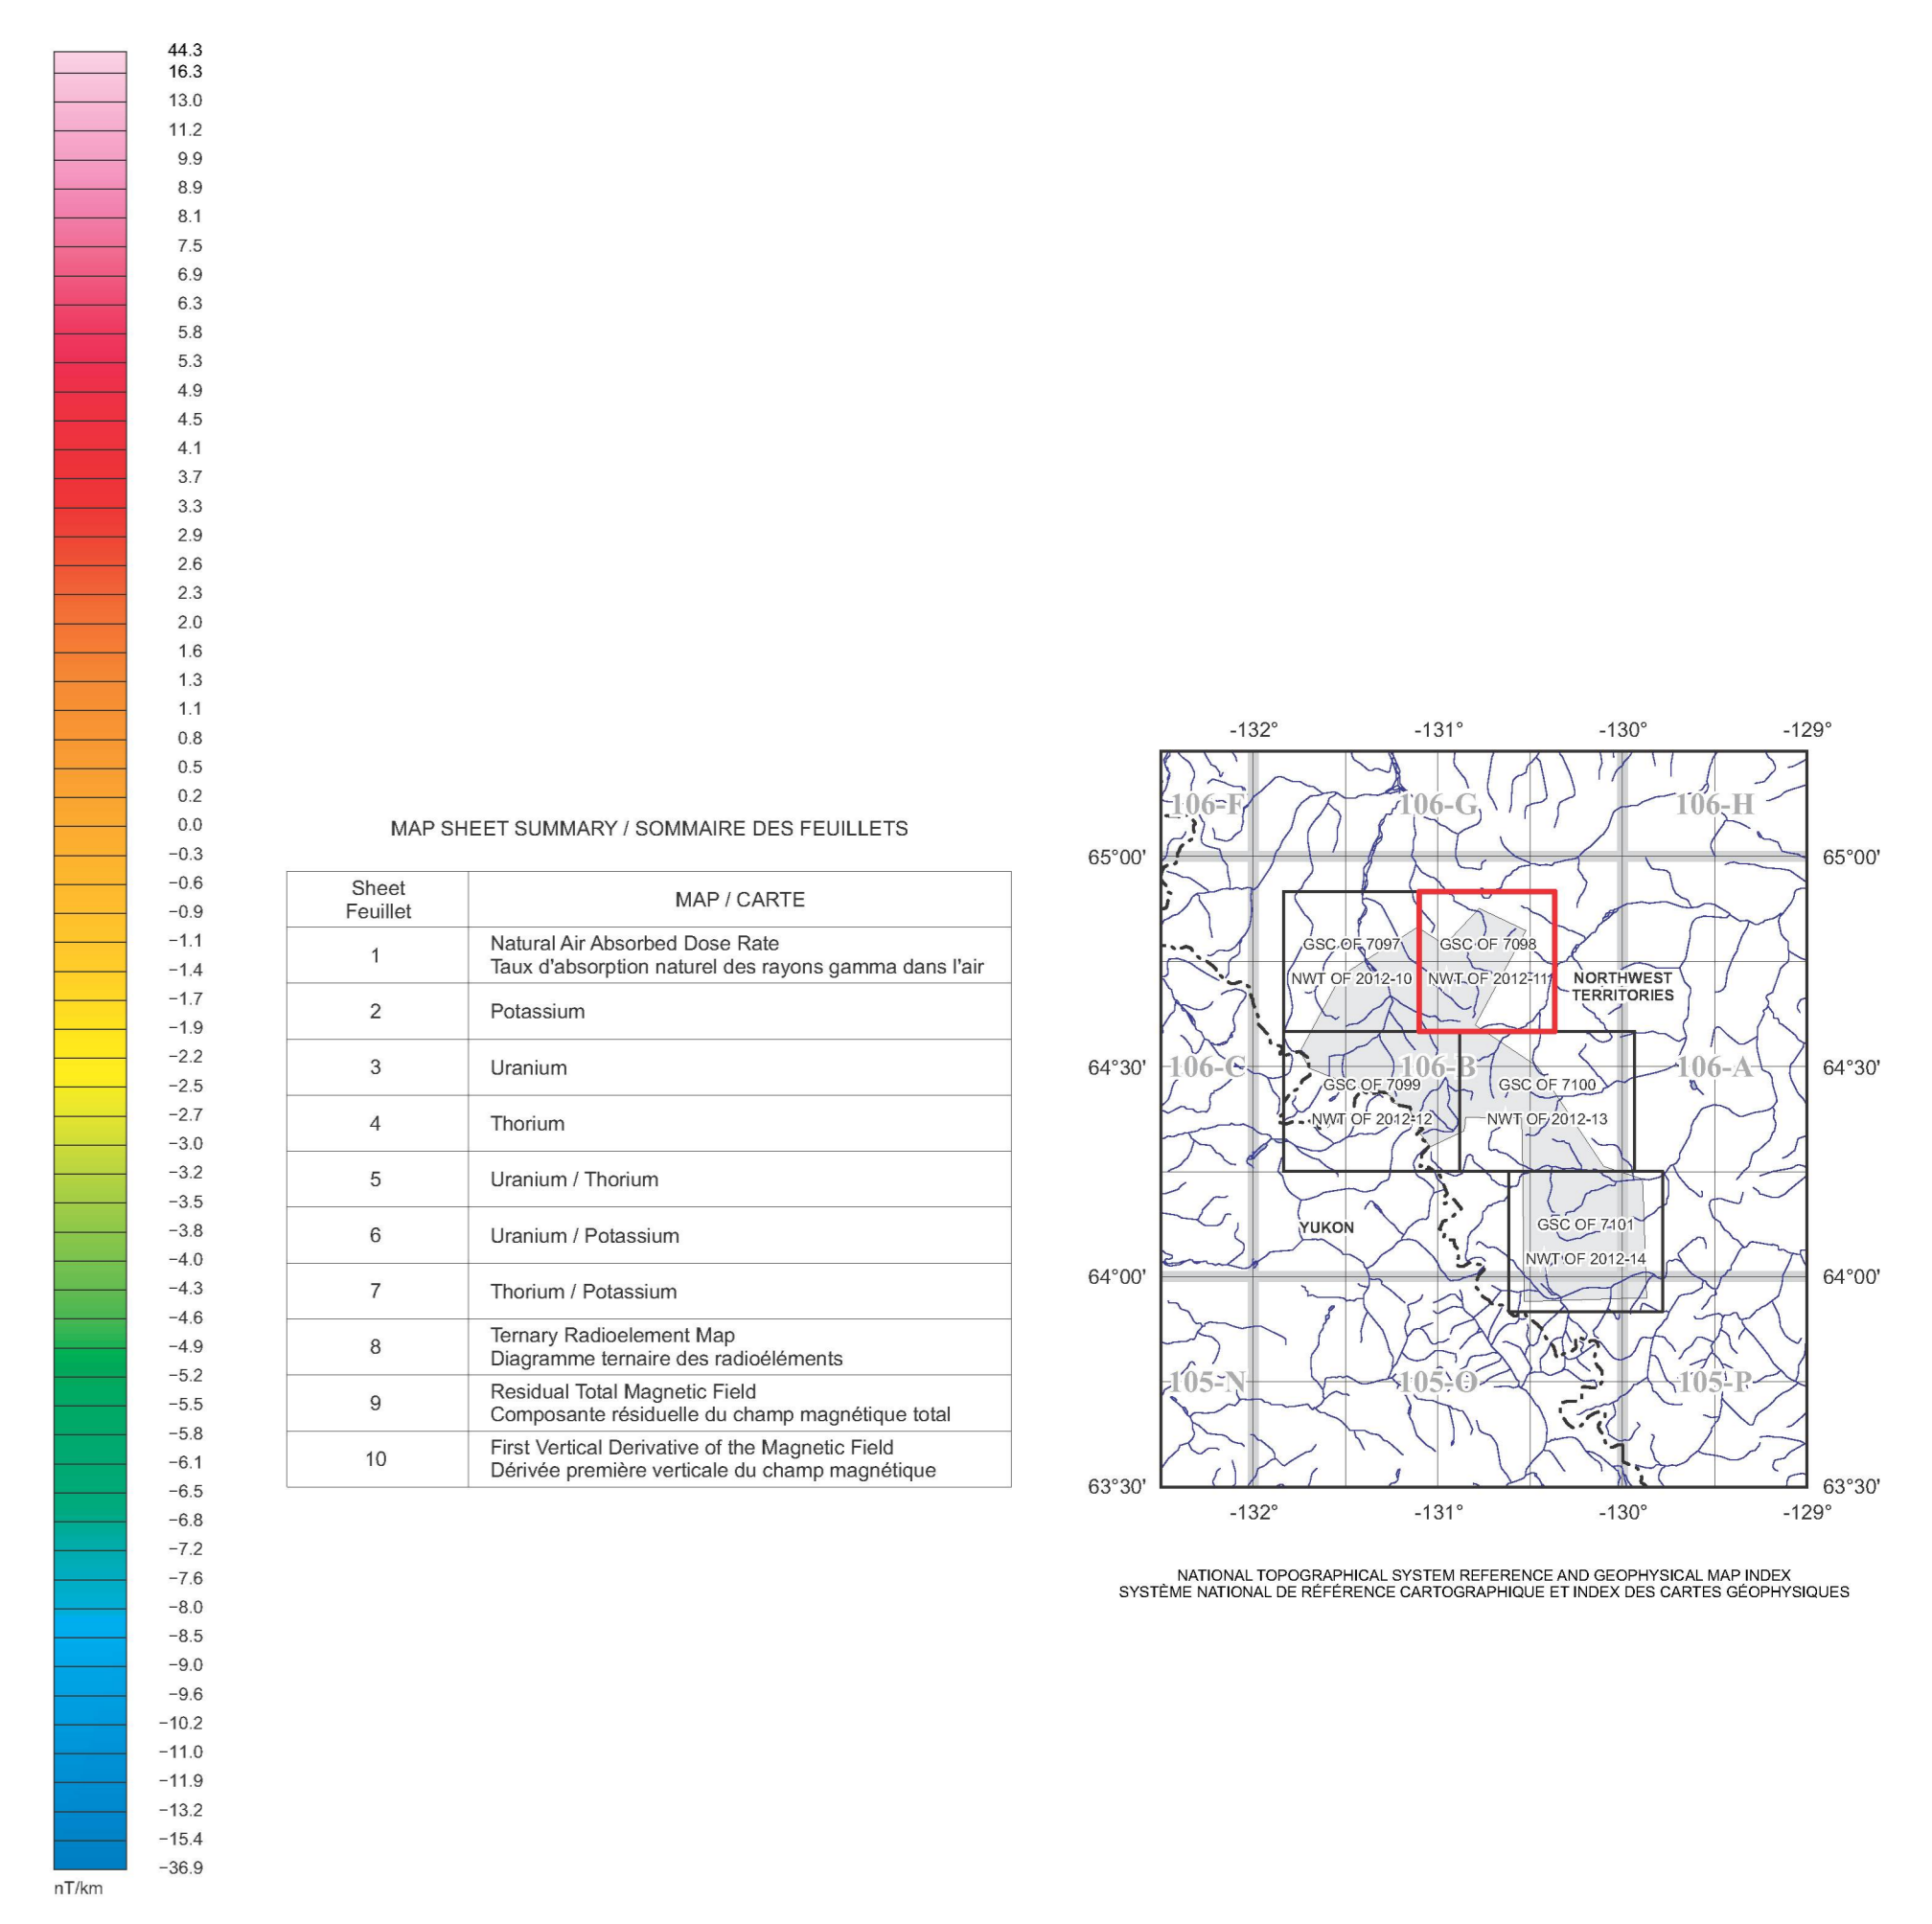 44.3
16.3
13.0
11.2
9.9
8.9
8.1
7.5
6.9
6.3
5.8
5.3
4.9
4.5
4.1
3.7
3.3
2.9
2.6
2.3
2.0
1.6
1.3
1.1
0.8
0.5
0.2
0.0
−0.3
−0.6
−0.9
−1.1
−1.4
−1.7
−1.9
−2.2
−2.5
−2.7
−3.0
−3.2
−3.5
−3.8
−4.0
−4.3
−4.6
−4.9
−5.2
−5.5
−5.8
−6.1
−6.5
−6.8
−7.2
−7.6
−8.0
−8.5
−9.0
−9.6
−10.2
−11.0
−11.9
−13.2
−15.4
−36.9
nT/km
MAP SHEET SUMMARY / SOMMAIRE DES FEUILLETS
Sheet
Feuillet
MAP / CARTE
1
Natural Air Absorbed Dose Rate
Taux d'absorption naturel des rayons gamma dans l'air
2
Potassium
3
Uranium
4
Thorium
5
Uranium / Thorium
6
Uranium / Potassium
7
Thorium / Potassium
8
Ternary Radioelement Map
Diagramme ternaire des radioéléments
9
Residual Total Magnetic Field
Composante résiduelle du champ magnétique total
10
First Vertical Derivative of the Magnetic Field
Dérivée première verticale du champ magnétique
-132° -131° -130° -129°
106-F 106-G 106-H
65°00' 65°00'
GSC OF 7097 GSC OF 7098
NWT OF 2012-10 NWT OF 2012-11
NORTHWEST
TERRITORIES
64°30' 106-C 106-B 106-A 64°30'
GSC OF 7099 GSC OF 7100
NWT OF 2012-12 NWT OF 2012-13
YUKON GSC OF 7101
NWT OF 2012-14
64°00' 64°00'
105-N 105-O 105-P
63°30' 63°30'
-132° -131° -130° -129°
NATIONAL TOPOGRAPHICAL SYSTEM REFERENCE AND GEOPHYSICAL MAP INDEX
SYSTÈME NATIONAL DE RÉFÉRENCE CARTOGRAPHIQUE ET INDEX DES CARTES GÉOPHYSIQUES